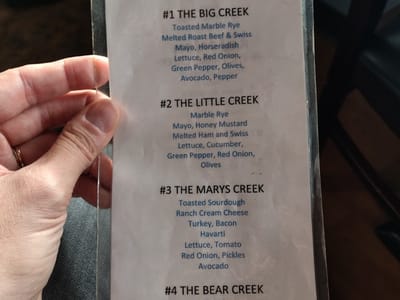 #1 THE BIG CREEK
Toasted Marble Rye
Melted Roast Beef & Swiss
Mayo, Horseradish
Lettuce, Red Onion,
Green Pepper, Olives,
Avocado, Pepper
#2 THE LITTLE CREEK
Marble Rye
Mayo, Honey Mustard
Melted Ham and Swiss
Lettuce, Cucumber,
Green Pepper, Red Onion,
Olives
#3 THE MARYS CREEK
Toasted Sourdough
Ranch Cream Cheese
Turkey, Bacon
Havarti
Lettuce, Tomato
Red Onion, Pickles
Avocado
#4 THE BEAR CREEK